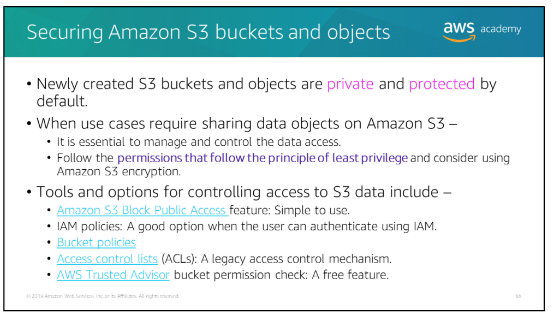 Securing Amazon S3 buckets and objects
aws academy
• Newly created S3 buckets and objects are private and protected by
default.
• When use cases require sharing data objects on Amazon S3 –
• It is essential to manage and control the data access.
• Follow the permissions that follow the principle of least privilege and consider using
Amazon S3 encryption.
• Tools and options for controlling access to S3 data include –
• Amazon S3 Block Public Access feature: Simple to use.
• IAM policies: A good option when the user can authenticate using IAM.
• Bucket policies
• Access control lists (ACLs): A legacy access control mechanism.
• AWS Trusted Advisor bucket permission check: A free feature.
© 2019 Amazon Web Services, Inc. or its Affiliates. All rights reserved.